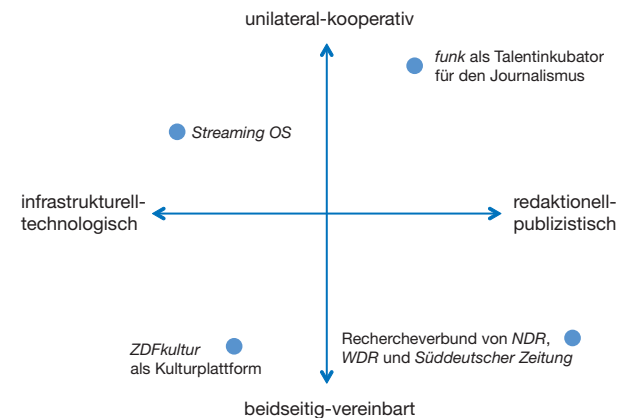 unilateral-kooperativ
funk als Talentinkubator
für den Journalismus
Streaming OS
infrastrukturell-
technologisch
redaktionell-
publizistisch
ZDFkultur
als Kulturplattform
Rechercheverbund von NDR,
WDR und Süddeutscher Zeitung
beidseitig-vereinbart